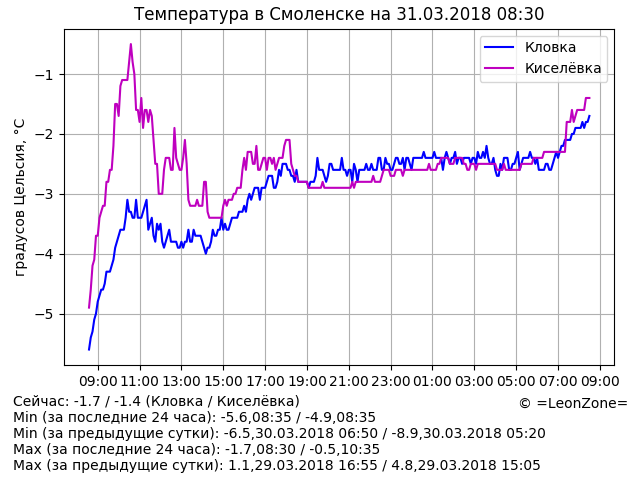 Температура в Смоленске на 31.03.2018 08:30
Кловка
Киселёвка
градусов Цельсия, °C
−1
−2
−3
−4
−5
09:00 11:00 13:00 15:00 17:00 19:00 21:00 23:00 01:00 03:00 05:00 07:00 09:00
Сейчас: -1.7 / -1.4 (Кловка / Киселёвка)
© =LeonZone=
Min (за последние 24 часа): -5.6,08:35 / -4.9,08:35
Min (за предыдущие сутки): -6.5,30.03.2018 06:50 / -8.9,30.03.2018 05:20
Max (за последние 24 часа): -1.7,08:30 / -0.5,10:35
Max (за предыдущие сутки): 1.1,29.03.2018 16:55 / 4.8,29.03.2018 15:05